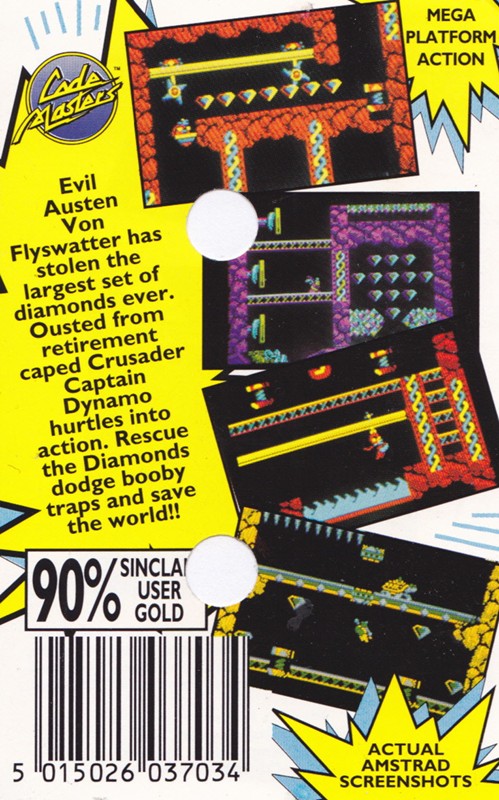 Code
Masters
TM
MEGA
PLATFORM
ACTION
Evil
Austen
Von
Flyswatter has
stolen the
largest set of
diamonds ever.
Ousted from
retirement
caped Crusader
Captain
Dynamo
hurtles into
action. Rescue
the Diamonds
dodge booby
traps and save
the world!!
90%
USER
GOLD
5 015026 037034
ACTUAL
AMSTRAD
SCREENSHOTS